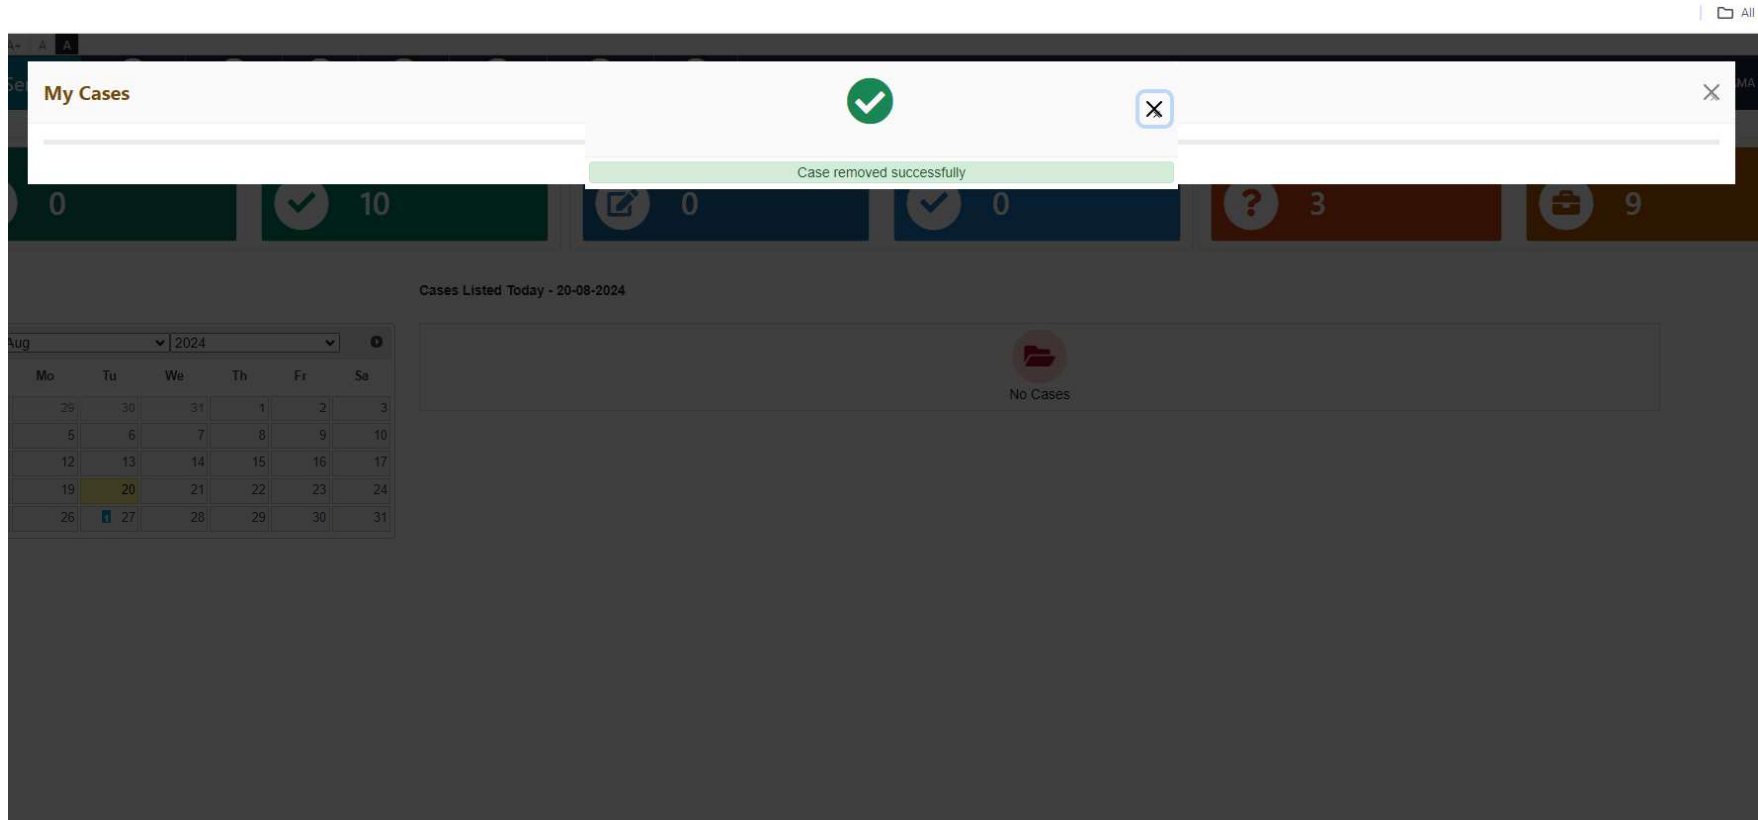 All
A+ A A
Se
My Cases
MA
Case removed successfully
0
10
0
0
3
9
Cases Listed Today - 20-08-2024
Aug 2024
Mo Tu We Th Fr Sa
29 30 31 1 2 3
5 6 7 8 9 10
12 13 14 15 16 17
19 20 21 22 23 24
26 1 27 28 29 30 31
No Cases